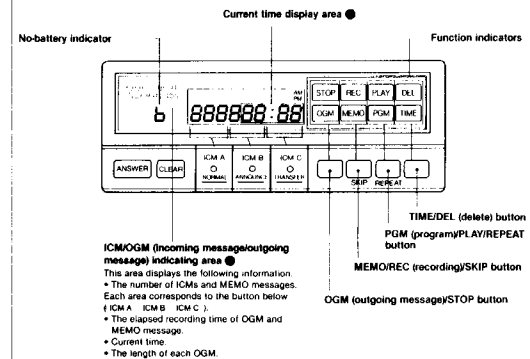 Current time display area ●
No-battery indicator
Function indicators
b 888888:88
AM
PM
STOP REC PLAY DEL
OGM MEMO PGM TIME
ANSWER CLEAR
ICM A ICM B ICM C
NORMAL ANNOUNCE TRANSFER
SKIP REPEAT
TIME/DEL (delete) button
PGM (program)/PLAY/REPEAT
button
MEMO/REC (recording)/SKIP button
OGM (outgoing message)/STOP button
ICM/OGM (Incoming message/outgoing
message) indicating area ●
This area displays the following information.
• The number of ICMs and MEMO messages.
Each area corresponds to the button below
( ICM A ICM B ICM C ).
• The elapsed recording time of OGM and
MEMO message.
• Current time.
• The length of each OGM.